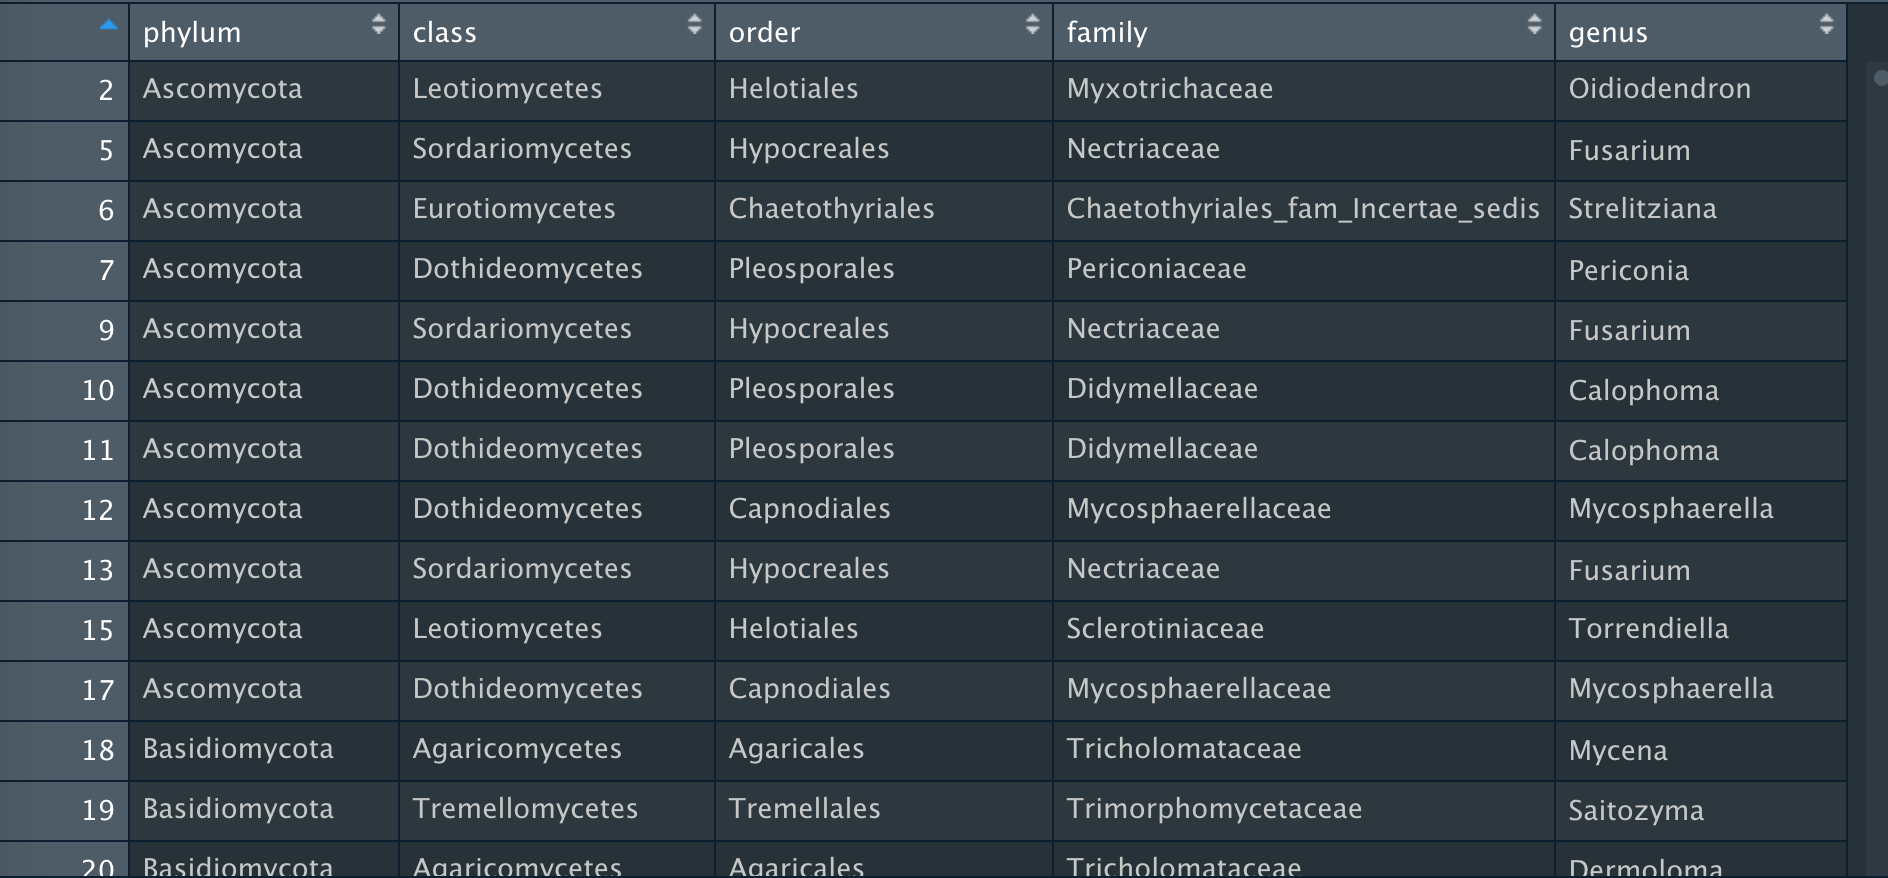 phylum class order family genus
2 Ascomycota Leotiomycetes Helotiales Myxotrichaceae Oidiodendron
5 Ascomycota Sordariomycetes Hypocreales Nectriaceae Fusarium
6 Ascomycota Eurotiomycetes Chaetothyriales Chaetothyriales_fam_Incertae_sedis Strelitziana
7 Ascomycota Dothideomycetes Pleosporales Periconiaceae Periconia
9 Ascomycota Sordariomycetes Hypocreales Nectriaceae Fusarium
10 Ascomycota Dothideomycetes Pleosporales Didymellaceae Calophoma
11 Ascomycota Dothideomycetes Pleosporales Didymellaceae Calophoma
12 Ascomycota Dothideomycetes Capnodiales Mycosphaerellaceae Mycosphaerella
13 Ascomycota Sordariomycetes Hypocreales Nectriaceae Fusarium
15 Ascomycota Leotiomycetes Helotiales Sclerotiniaceae Torrendiella
17 Ascomycota Dothideomycetes Capnodiales Mycosphaerellaceae Mycosphaerella
18 Basidiomycota Agaricomycetes Agaricales Tricholomataceae Mycena
19 Basidiomycota Tremellomycetes Tremellales Trimorphomycetaceae Saitozyma
20 Basidiomycota Agaricomycetes Agaricales Tricholomataceae Dermoloma